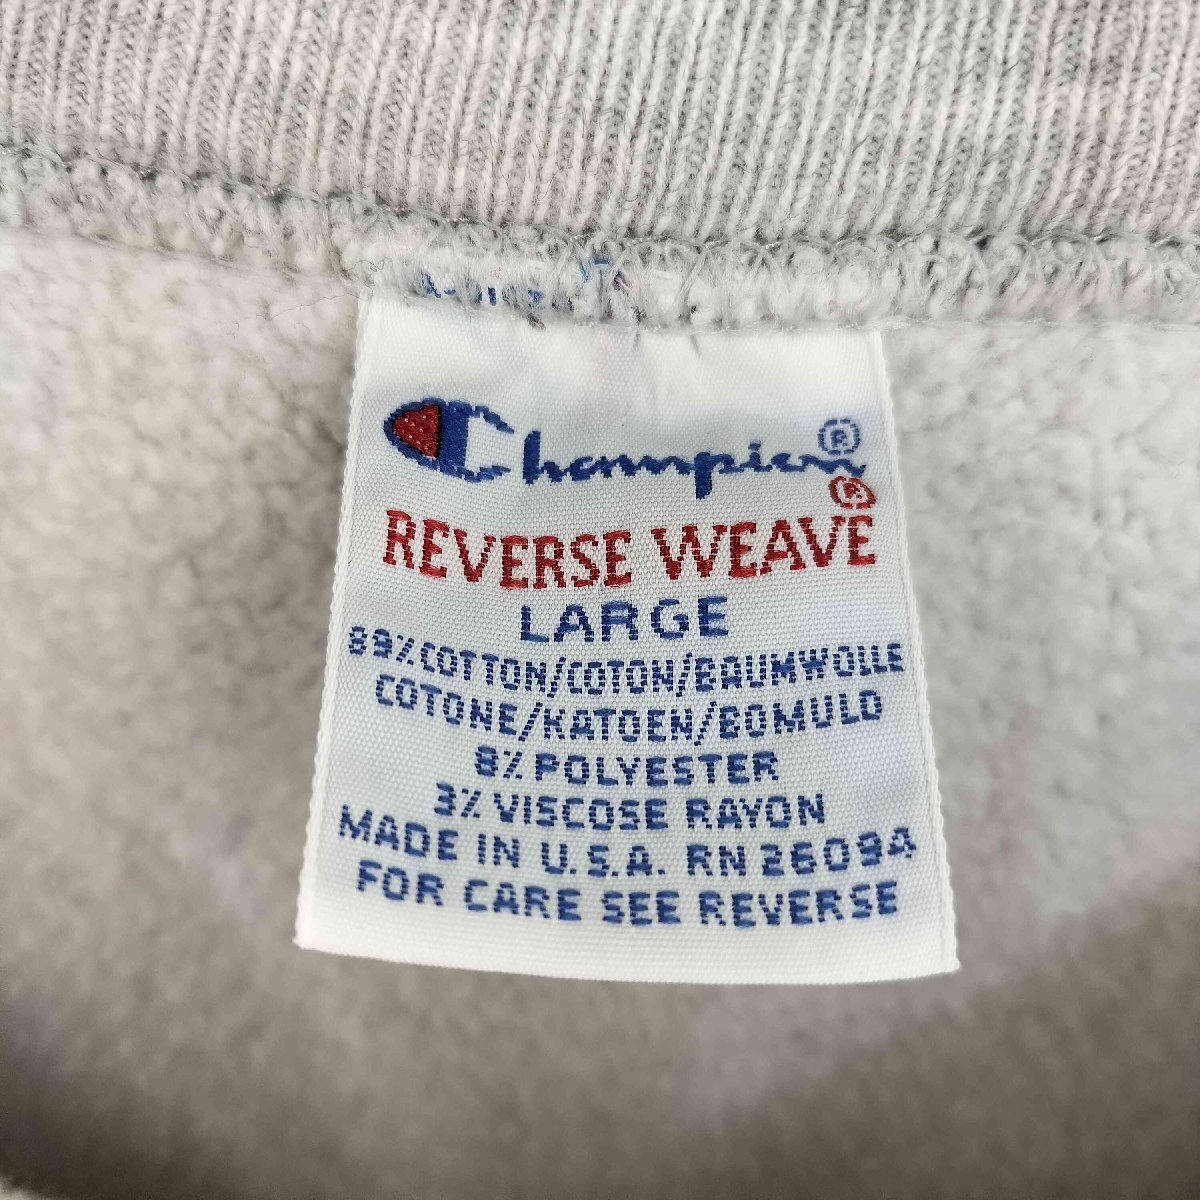 Champion®
®
REVERSE WEAVE
LARGE
89% COTTON/COTON/BAUMWOLLE
COTONE/KATOEN/BOMULD
8% POLYESTER
3% VISCOSE RAYON
MADE IN U.S.A. RN 26094
FOR CARE SEE REVERSE